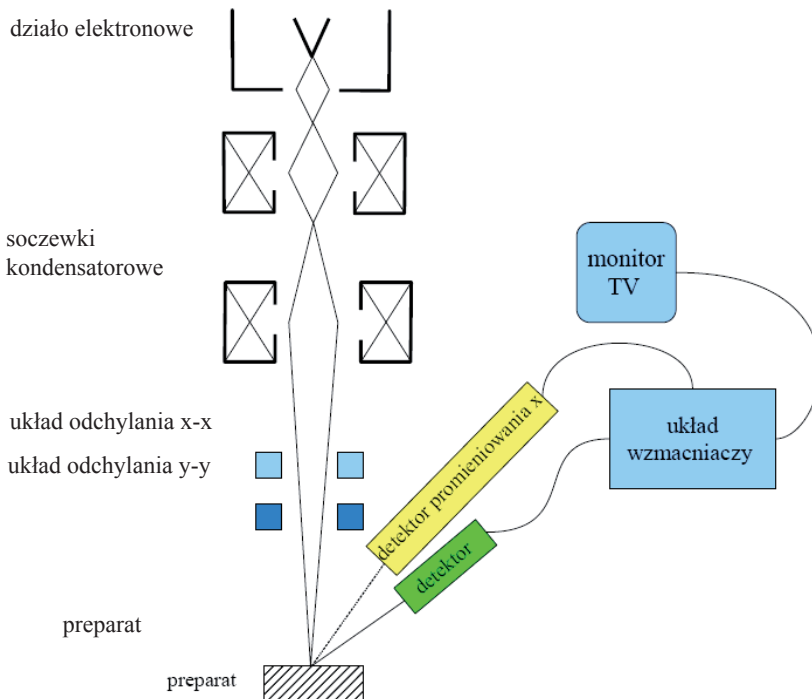 działo elektronowe
soczewki
kondensatorowe
monitor
TV
układ odchylania x-x
układ odchylania y-y
detektor promieniowania x
układ
wzmacniaczy
detektor
preparat
preparat